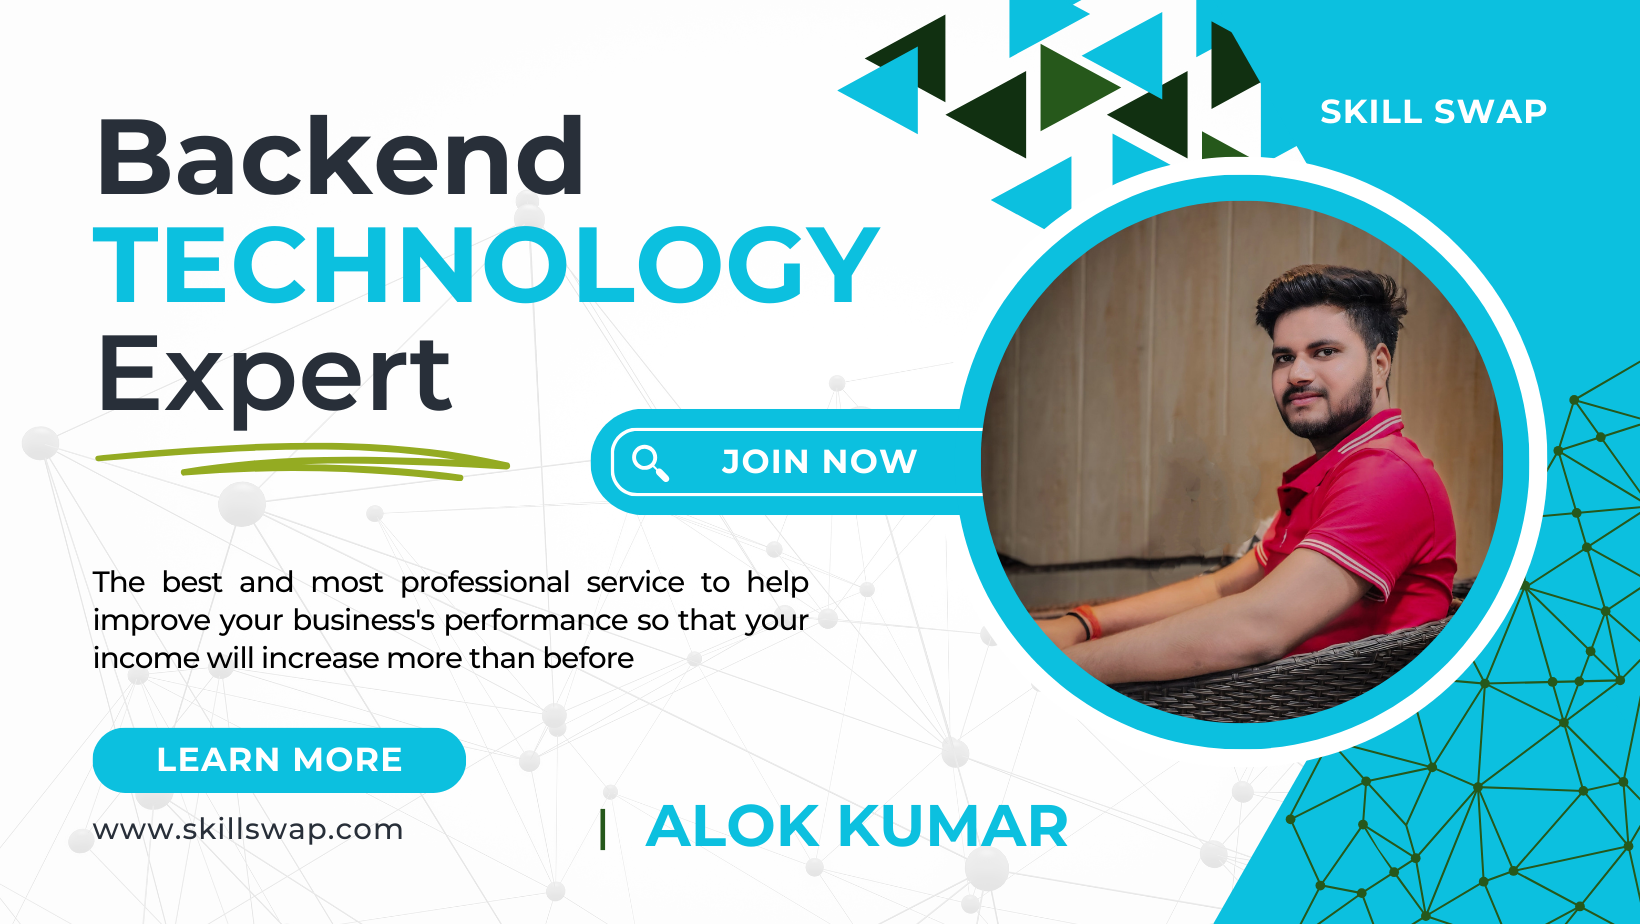 Backend
TECHNOLOGY
Expert
SKILL SWAP
JOIN NOW
The best and most professional service to help
improve your business's performance so that your
income will increase more than before
LEARN MORE
www.skillswap.com
| ALOK KUMAR